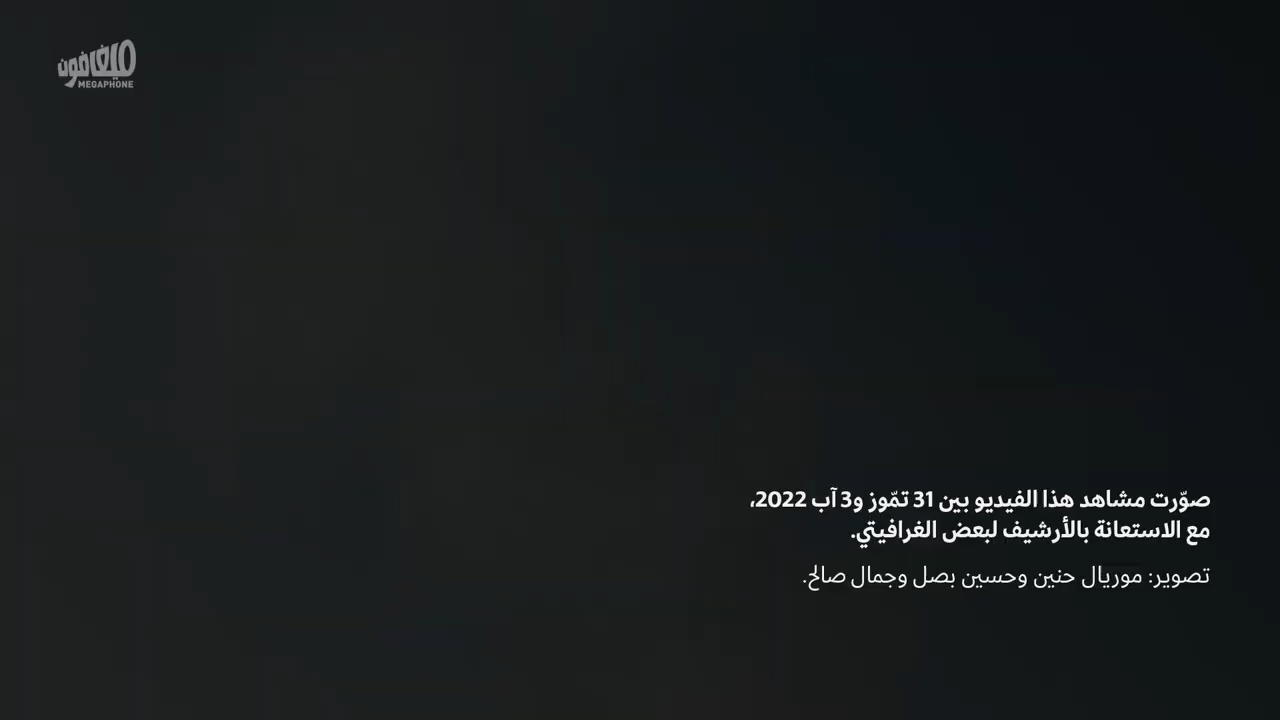 ميغافون
MEGAPHONE
صوّرت مشاهد هذا الفيديو بين 31 تمّوز و3 آب 2022،
مع الاستعانة بالأرشيف لبعض الغرافيتي.
تصوير: موريال حنين وحسين بصل وجمال صالح.